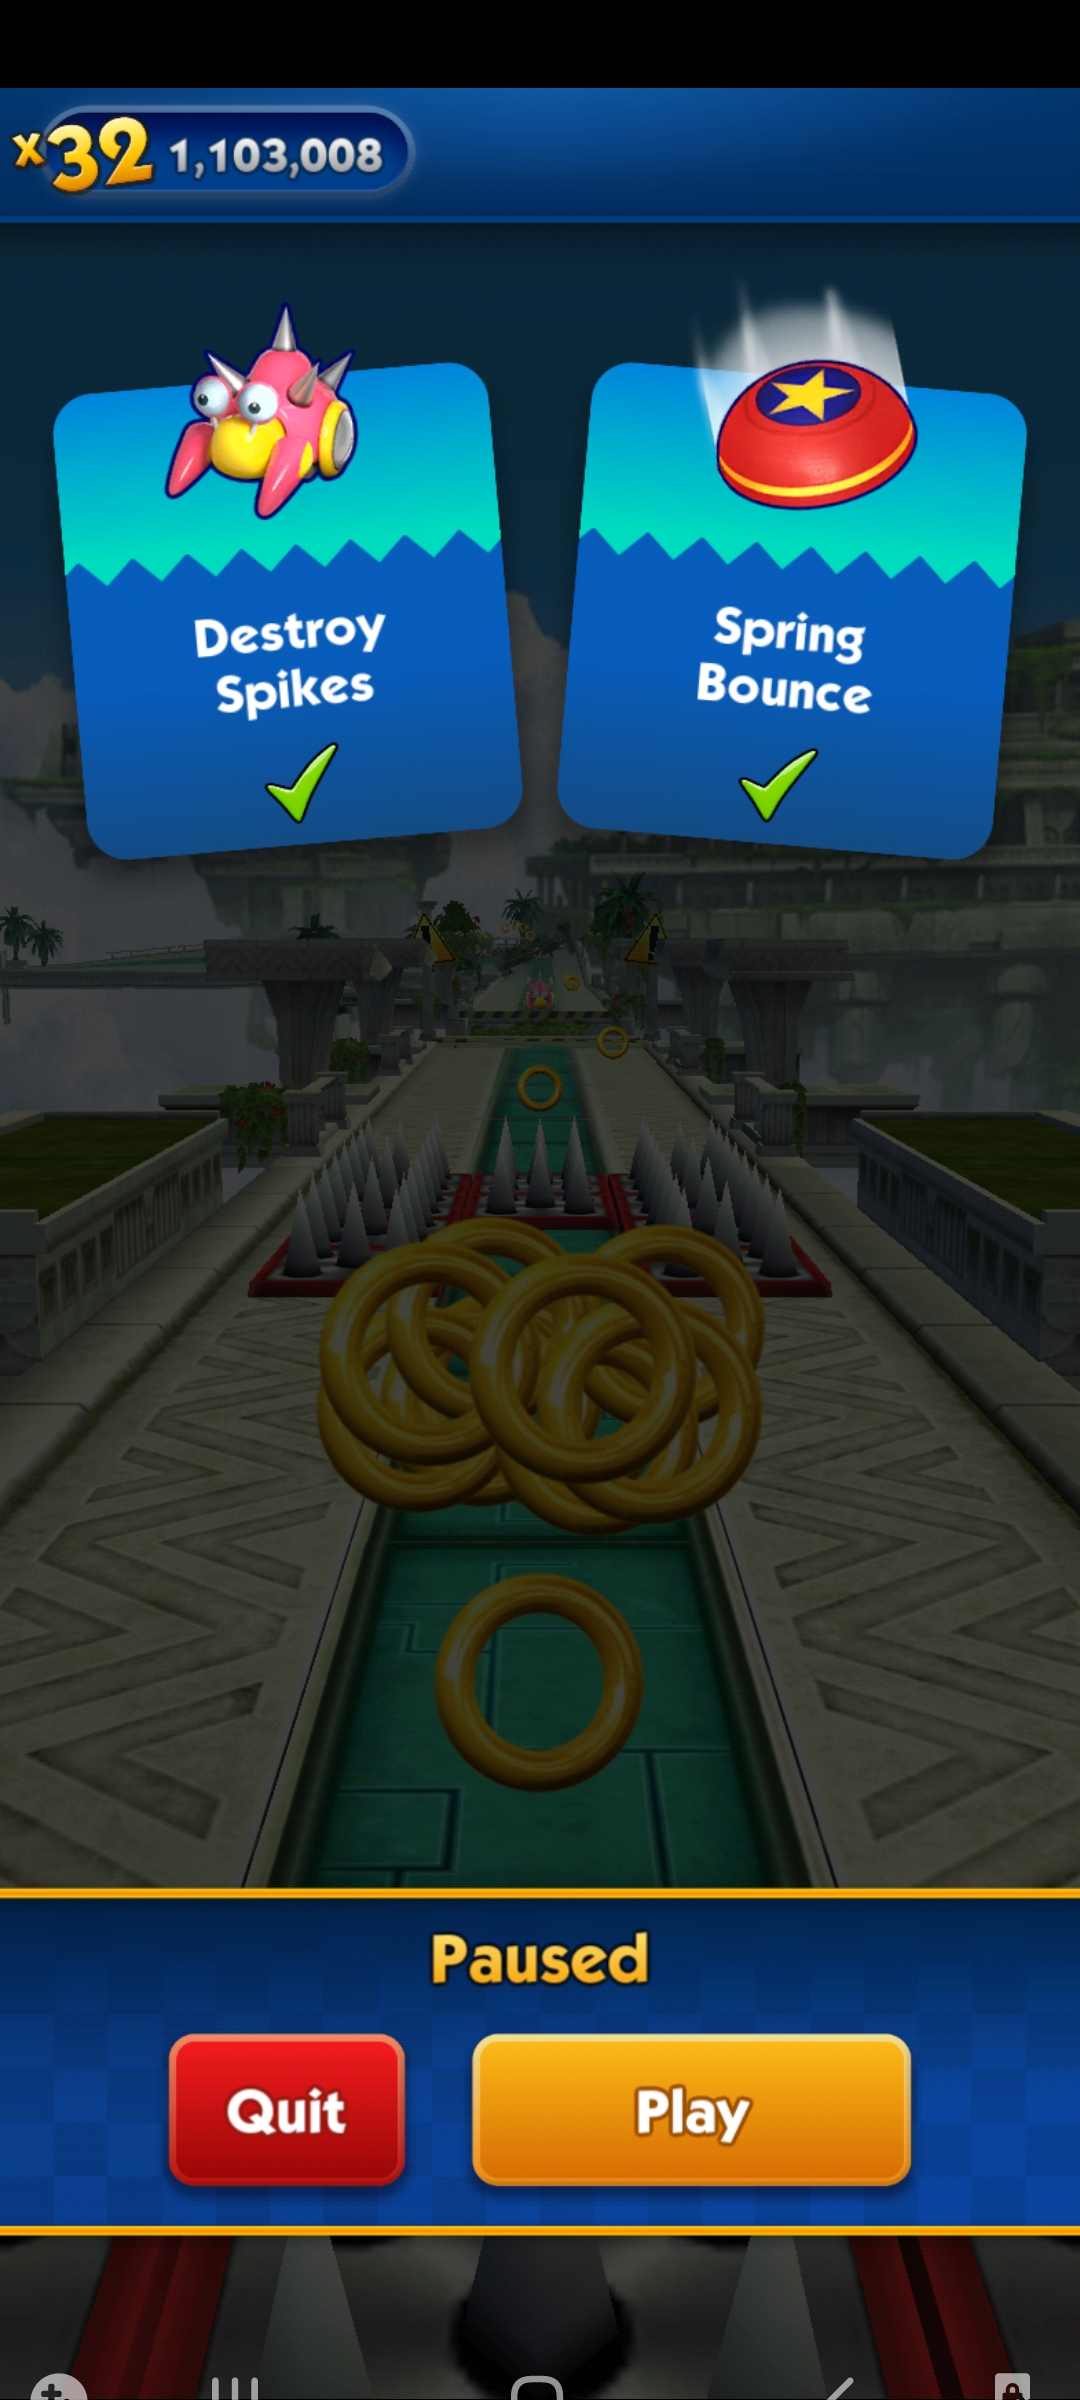 x32 1,103,008
Destroy
Spikes
Spring
Bounce
Paused
Quit
Play